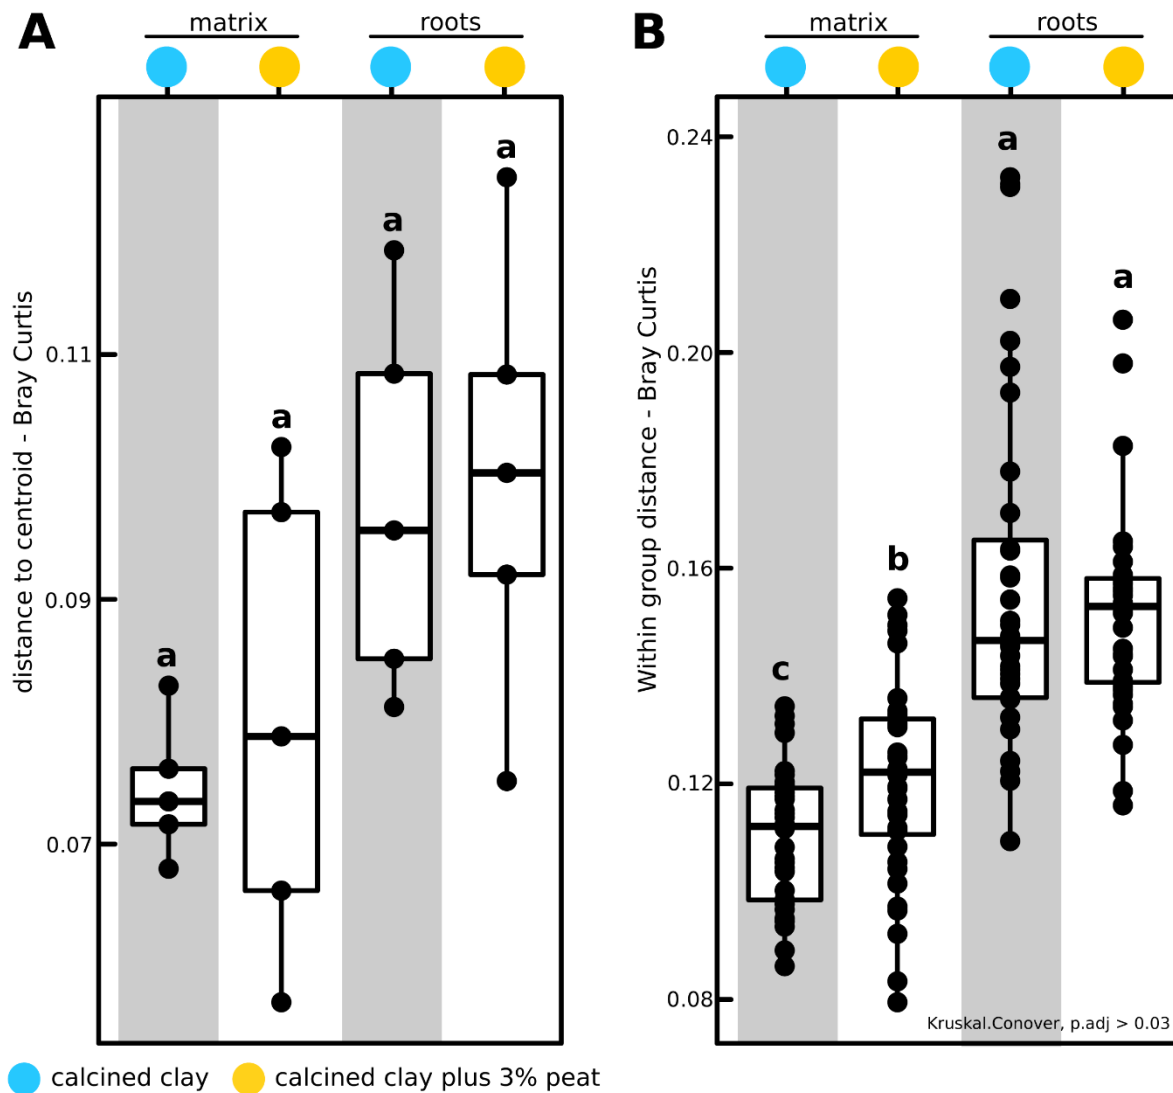 A
matrix
roots
distance to centroid - Bray Curtis
0.11
0.09
0.07
a
a
a
a
B
matrix
roots
Within group distance - Bray Curtis
0.24
0.20
0.16
0.12
0.08
c
b
a
a
Kruskal.Conover, p.adj > 0.03
calcined clay
calcined clay plus 3% peat